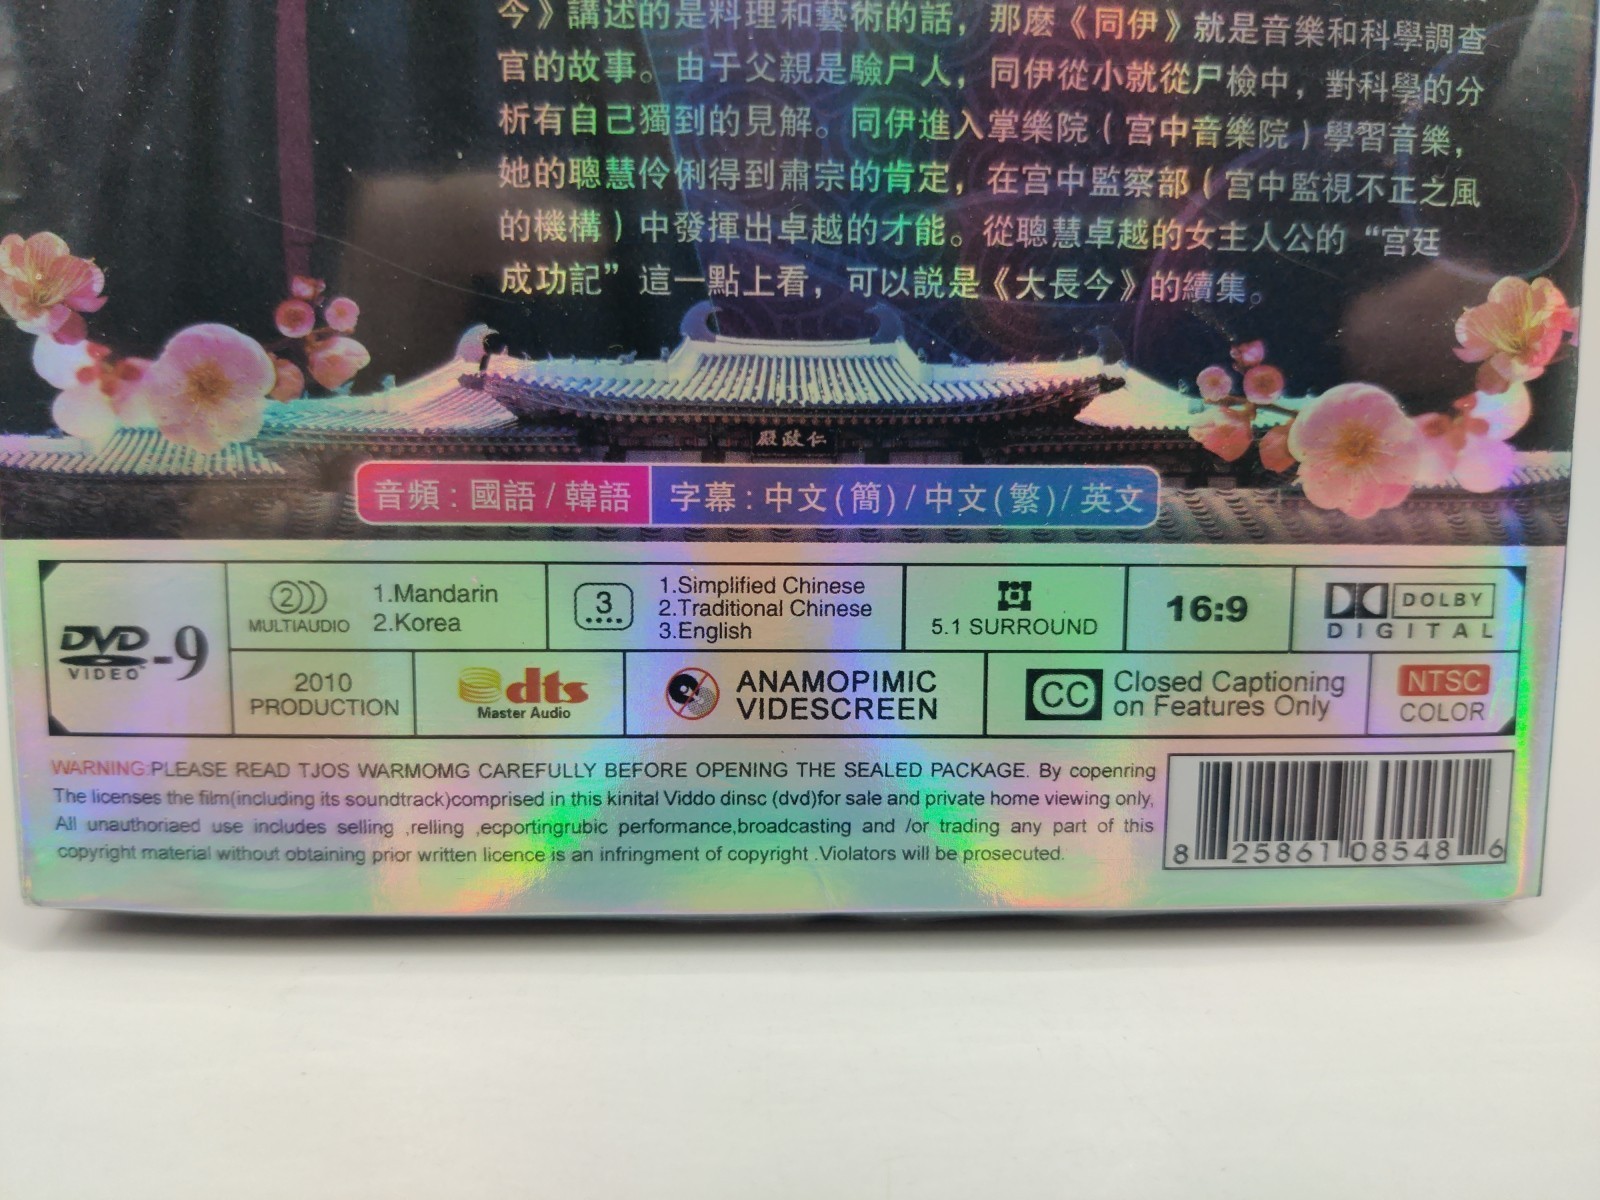 今》講述的是料理和藝術的話，那麽《同伊》就是音樂和科學調查
官的故事。由于父親是驗尸人，同伊從小就從尸檢中，對科學的分
析有自己獨到的見解。同伊進入掌樂院（宫中音樂院）學習音樂，
她的聰慧伶俐得到肅宗的肯定，在宫中監察部（宫中監視不正之風
的機構）中發揮出卓越的才能。從聰慧卓越的女主人公的“宫廷
成功記”這一點上看，可以説是《大長今》的續集。
殿政仁
音頻：國語/韓語
字幕：中文(簡)/中文(繁)/英文
DVD VIDEO -9
2
MULTIAUDIO
1.Mandarin
2.Korea
3
1.Simplified Chinese
2.Traditional Chinese
3.English
5.1 SURROUND
16:9
DOLBY
DIGITAL
2010
PRODUCTION
dts
Master Audio
ANAMOPIMIC
VIDESCREEN
CC
Closed Captioning
on Features Only
NTSC
COLOR
WARNING:PLEASE READ TJOS WARMOMG CAREFULLY BEFORE OPENING THE SEALED PACKAGE. By copenring
The licenses the film(including its soundtrack)comprised in this kinital Viddo dinsc (dvd)for sale and private home viewing only,
All unauthoriaed use includes selling ,relling ,ecportingrubic performance,broadcasting and /or trading any part of this
copyright material without obtaining prior written licence is an infringment of copyright .Violators will be prosecuted.
8 25861 08548 6